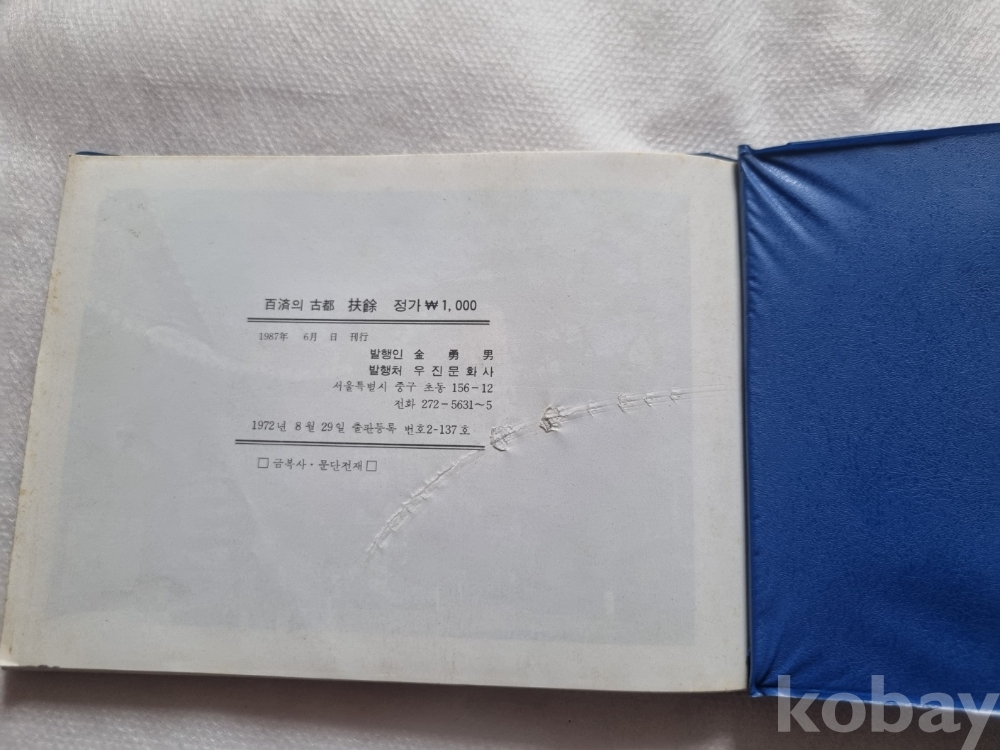 百済의 古都 扶餘 정가 ₩1,000
1987年 6月 日 刊行
발행인 金 勇 男
발행처 우진문화사
서울특별시 중구 초동 156-12
전화 272-5631~5
1972년 8월 29일 출판등록 번호2-137호
□금복사·문단전재□
kobay